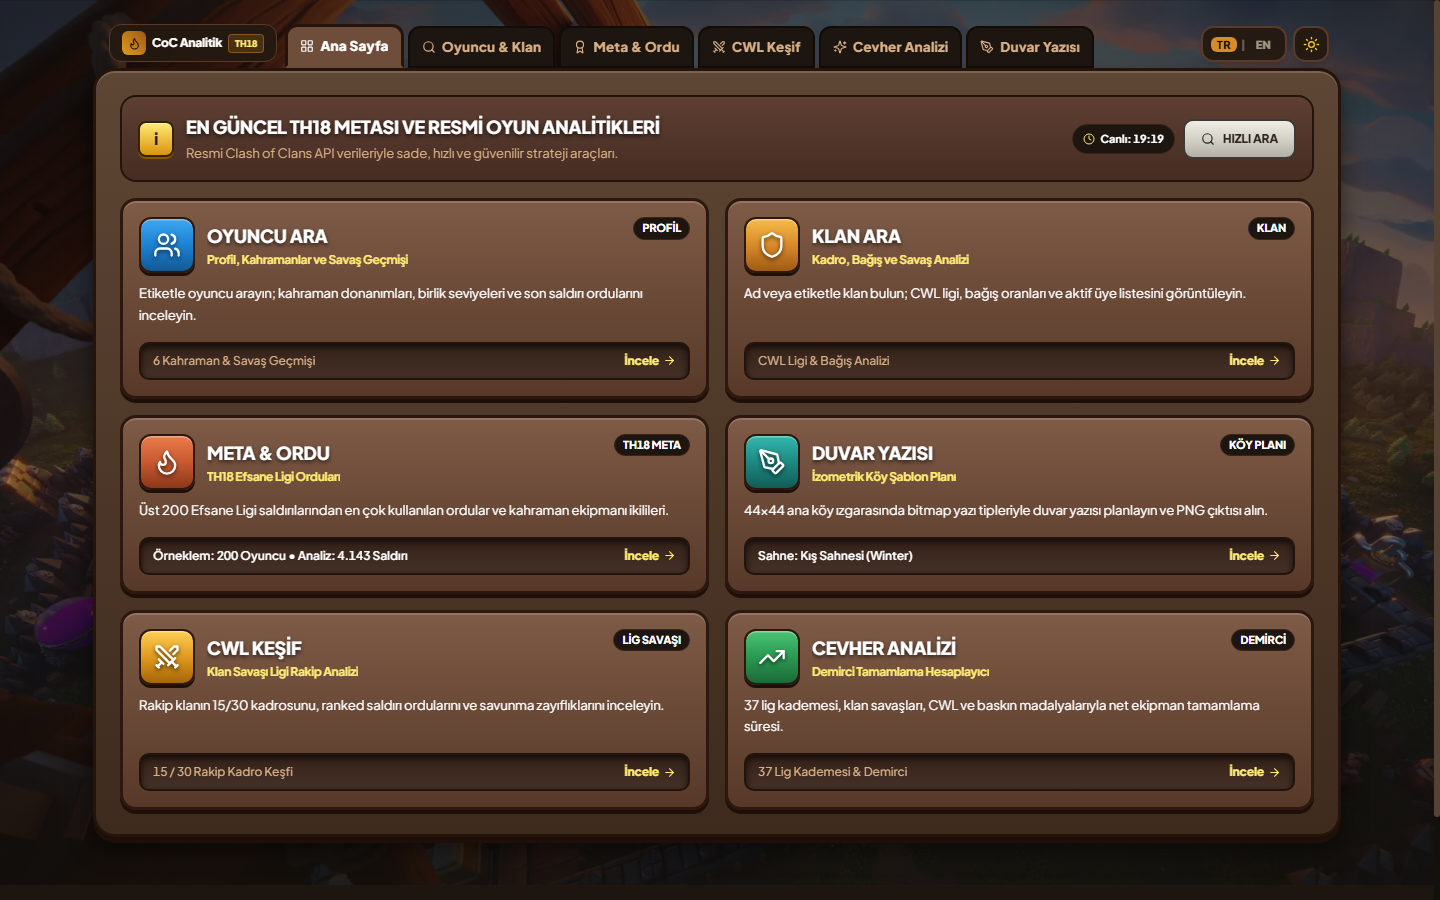 CoC Analitik TH18
Ana Sayfa
Oyuncu & Klan
Meta & Ordu
CWL Keşif
Cevher Analizi
Duvar Yazısı
TR | EN
i
EN GÜNCEL TH18 METASI VE RESMİ OYUN ANALİTİKLERİ
Resmi Clash of Clans API verileriyle sade, hızlı ve güvenilir strateji araçları.
Canlı: 19:19
HIZLI ARA
OYUNCU ARA
PROFİL
Profil, Kahramanlar ve Savaş Geçmişi
Etiketle oyuncu arayın; kahraman donanımları, birlik seviyeleri ve son saldırı ordularını
inceleyin.
6 Kahraman & Savaş Geçmişi
İncele →
KLAN ARA
KLAN
Kadro, Bağış ve Savaş Analizi
Ad veya etiketle klan bulun; CWL ligi, bağış oranları ve aktif üye listesini görüntüleyin.
CWL Ligi & Bağış Analizi
İncele →
META & ORDU
TH18 META
TH18 Efsane Ligi Orduları
Üst 200 Efsane Ligi saldırılarından en çok kullanılan ordular ve kahraman ekipmanı ikilileri.
Örneklem: 200 Oyuncu • Analiz: 4.143 Saldırı
İncele →
DUVAR YAZISI
KÖY PLANI
İzometrik Köy Şablon Planı
44×44 ana köy ızgarasında bitmap yazı tipleriyle duvar yazısı planlayın ve PNG çıktısı alın.
Sahne: Kış Sahnesi (Winter)
İncele →
CWL KEŞİF
LİG SAVAŞI
Klan Savaşı Ligi Rakip Analizi
Rakip klanın 15/30 kadrosunu, ranked saldırı ordularını ve savunma zayıflıklarını inceleyin.
15 / 30 Rakip Kadro Keşfi
İncele →
CEVHER ANALİZİ
DEMİRCİ
Demirci Tamamlama Hesaplayıcı
37 lig kademesi, klan savaşları, CWL ve baskın madalyalarıyla net ekipman tamamlama
süresi.
37 Lig Kademesi & Demirci
İncele →